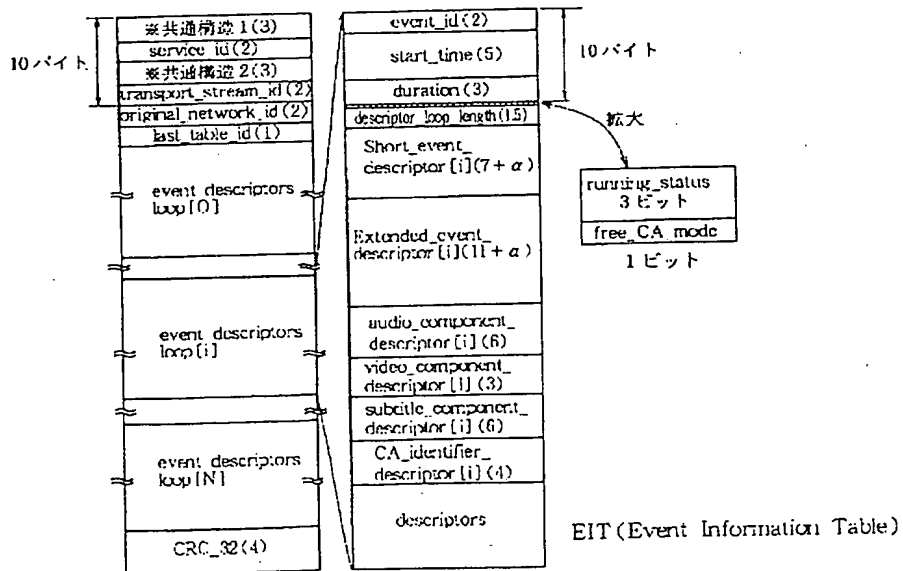 10バイト
※共通構造1(3)
service_id(2)
※共通構造2(3)
transport_stream_id(2)
original_network_id(2)
last_table_id(1)
event descriptors
loop[0]
event descriptors
loop[i]
event descriptors
loop[N]
CRC_32(4)
event_id(2)
start_time(5)
duration(3)
descriptor_loop_length(1.5)
Short_event_
descriptor[i](7+α)
Extended_event_
descriptor[i](11+α)
audio_component_
descriptor[i](6)
video_component_
descriptor[i](3)
subtitle_component_
descriptor[i](6)
CA_identifier_
descriptor[i](4)
descriptors
10バイト
拡大
running_status
3ビット
free_CA_mode
1ビット
EIT(Event Information Table)